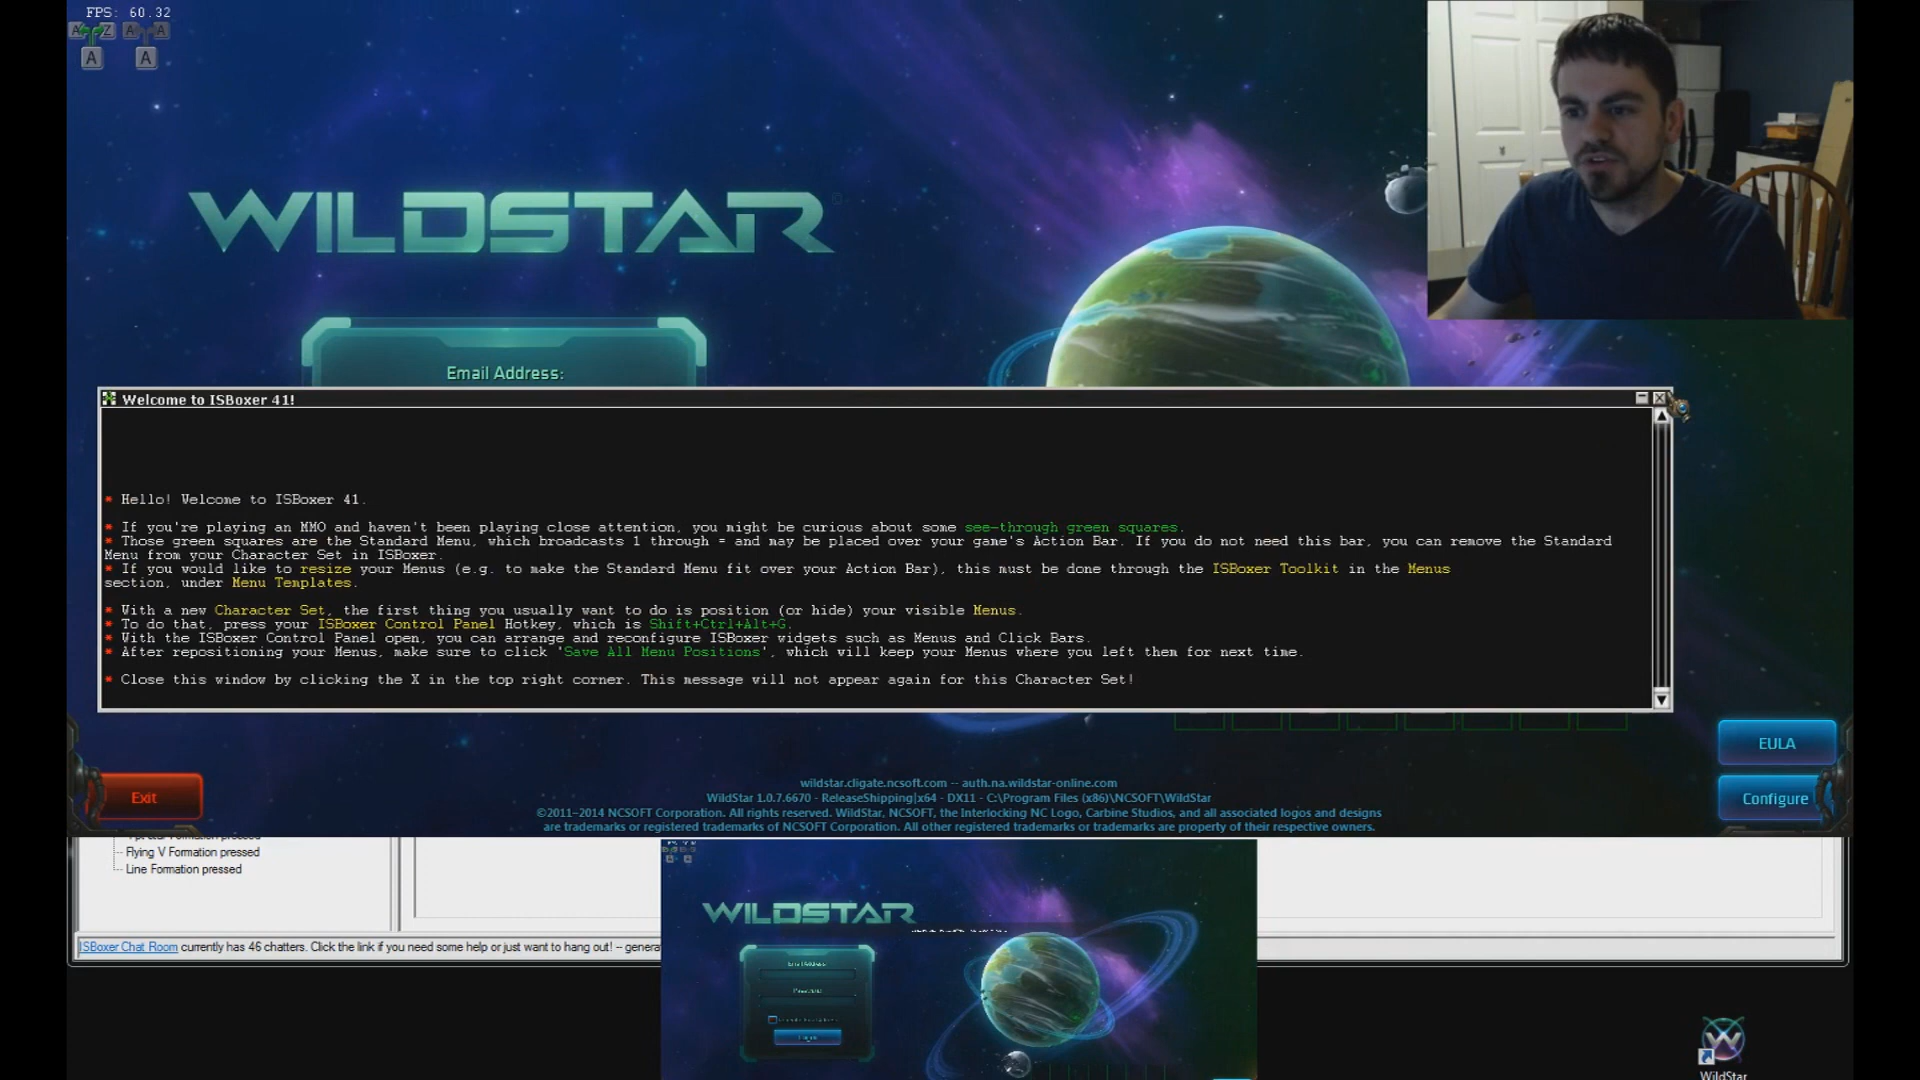 FPS: 60.32
A Z A A
A A
WILDSTAR
Email Address:
Welcome to ISBoxer 41!
* Hello! Welcome to ISBoxer 41.
* If you're playing an MMO and haven't been playing close attention, you might be curious about some see-through green squares.
* Those green squares are the Standard Menu, which broadcasts 1 through = and may be placed over your game's Action Bar. If you do not need this bar, you can remove the Standard
Menu from your Character Set in ISBoxer.
* If you would like to resize your Menus (e.g. to make the Standard Menu fit over your Action Bar), this must be done through the ISBoxer Toolkit in the Menus
section, under Menu Templates.
* With a new Character Set, the first thing you usually want to do is position (or hide) your visible Menus.
* To do that, press your ISBoxer Control Panel Hotkey, which is Shift+Ctrl+Alt+G.
* With the ISBoxer Control Panel open, you can arrange and reconfigure ISBoxer widgets such as Menus and Click Bars.
* After repositioning your Menus, make sure to click 'Save All Menu Positions', which will keep your Menus where you left them for next time.
* Close this window by clicking the X in the top right corner. This message will not appear again for this Character Set!
EULA
Exit
Configure
wildstar.cligate.ncsoft.com -- auth.na.wildstar-online.com
WildStar 1.0.7.6670 - ReleaseShipping|x64 - DX11 - C:\Program Files (x86)\NCSOFT\WildStar
©2011-2014 NCSOFT Corporation. All rights reserved. WildStar, NCSOFT, the Interlocking NC Logo, Carbine Studios, and all associated logos and designs
are trademarks or registered trademarks of NCSOFT Corporation. All other registered trademarks or trademarks are property of their respective owners.
Flying V Formation pressed
Line Formation pressed
WILDSTAR
ISBoxer Chat Room currently has 46 chatters. Click the link if you need some help or just want to hang out! -- genera
WildStar